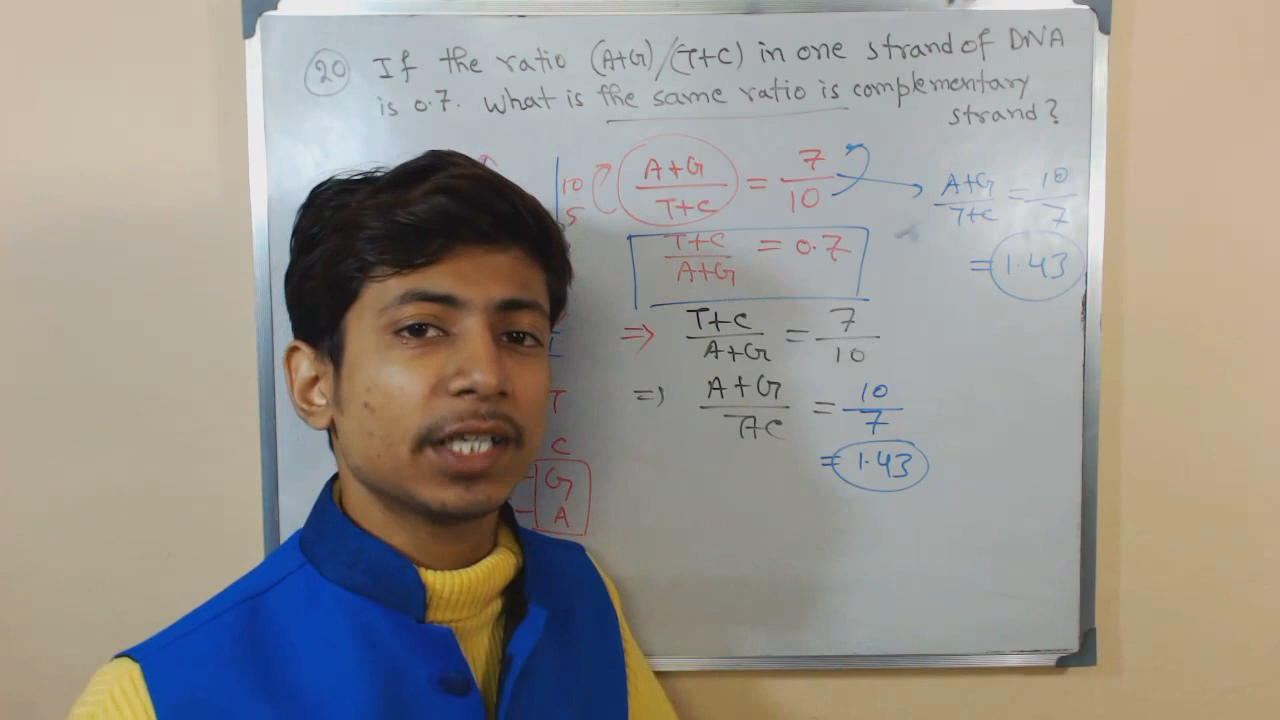 20 If the ratio (A+G)/(T+C) in one strand of DNA
is 0.7. What is the same ratio is complementary
strand?
A+G/T+C = 7/10
A+G/T+C = 10/7
= 1.43
10
5
T+C/A+G = 0.7
⇒ T+C/A+G = 7/10
⇒ A+G/T+C = 10/7
= 1.43
T
C
G
A